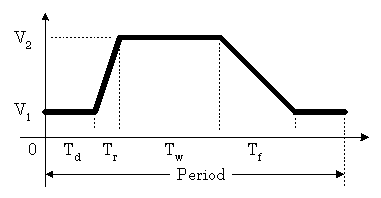 V2
V1
0 Td Tr Tw Tf
Period